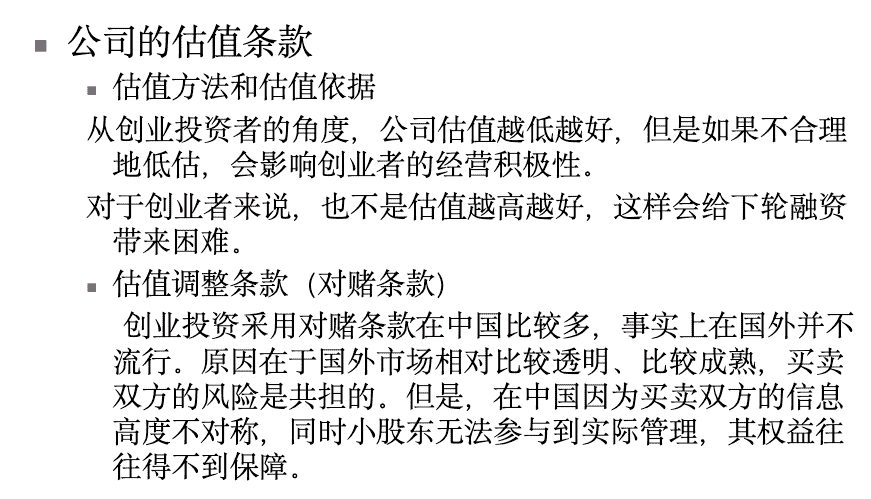 公司的估值条款
估值方法和估值依据
从创业投资者的角度，公司估值越低越好，但是如果不合理
地低估，会影响创业者的经营积极性。
对于创业者来说，也不是估值越高越好，这样会给下轮融资
带来困难。
估值调整条款（对赌条款）
创业投资采用对赌条款在中国比较多，事实上在国外并不
流行。原因在于国外市场相对比较透明、比较成熟，买卖
双方的风险是共担的。但是，在中国因为买卖双方的信息
高度不对称，同时小股东无法参与到实际管理，其权益往
往得不到保障。